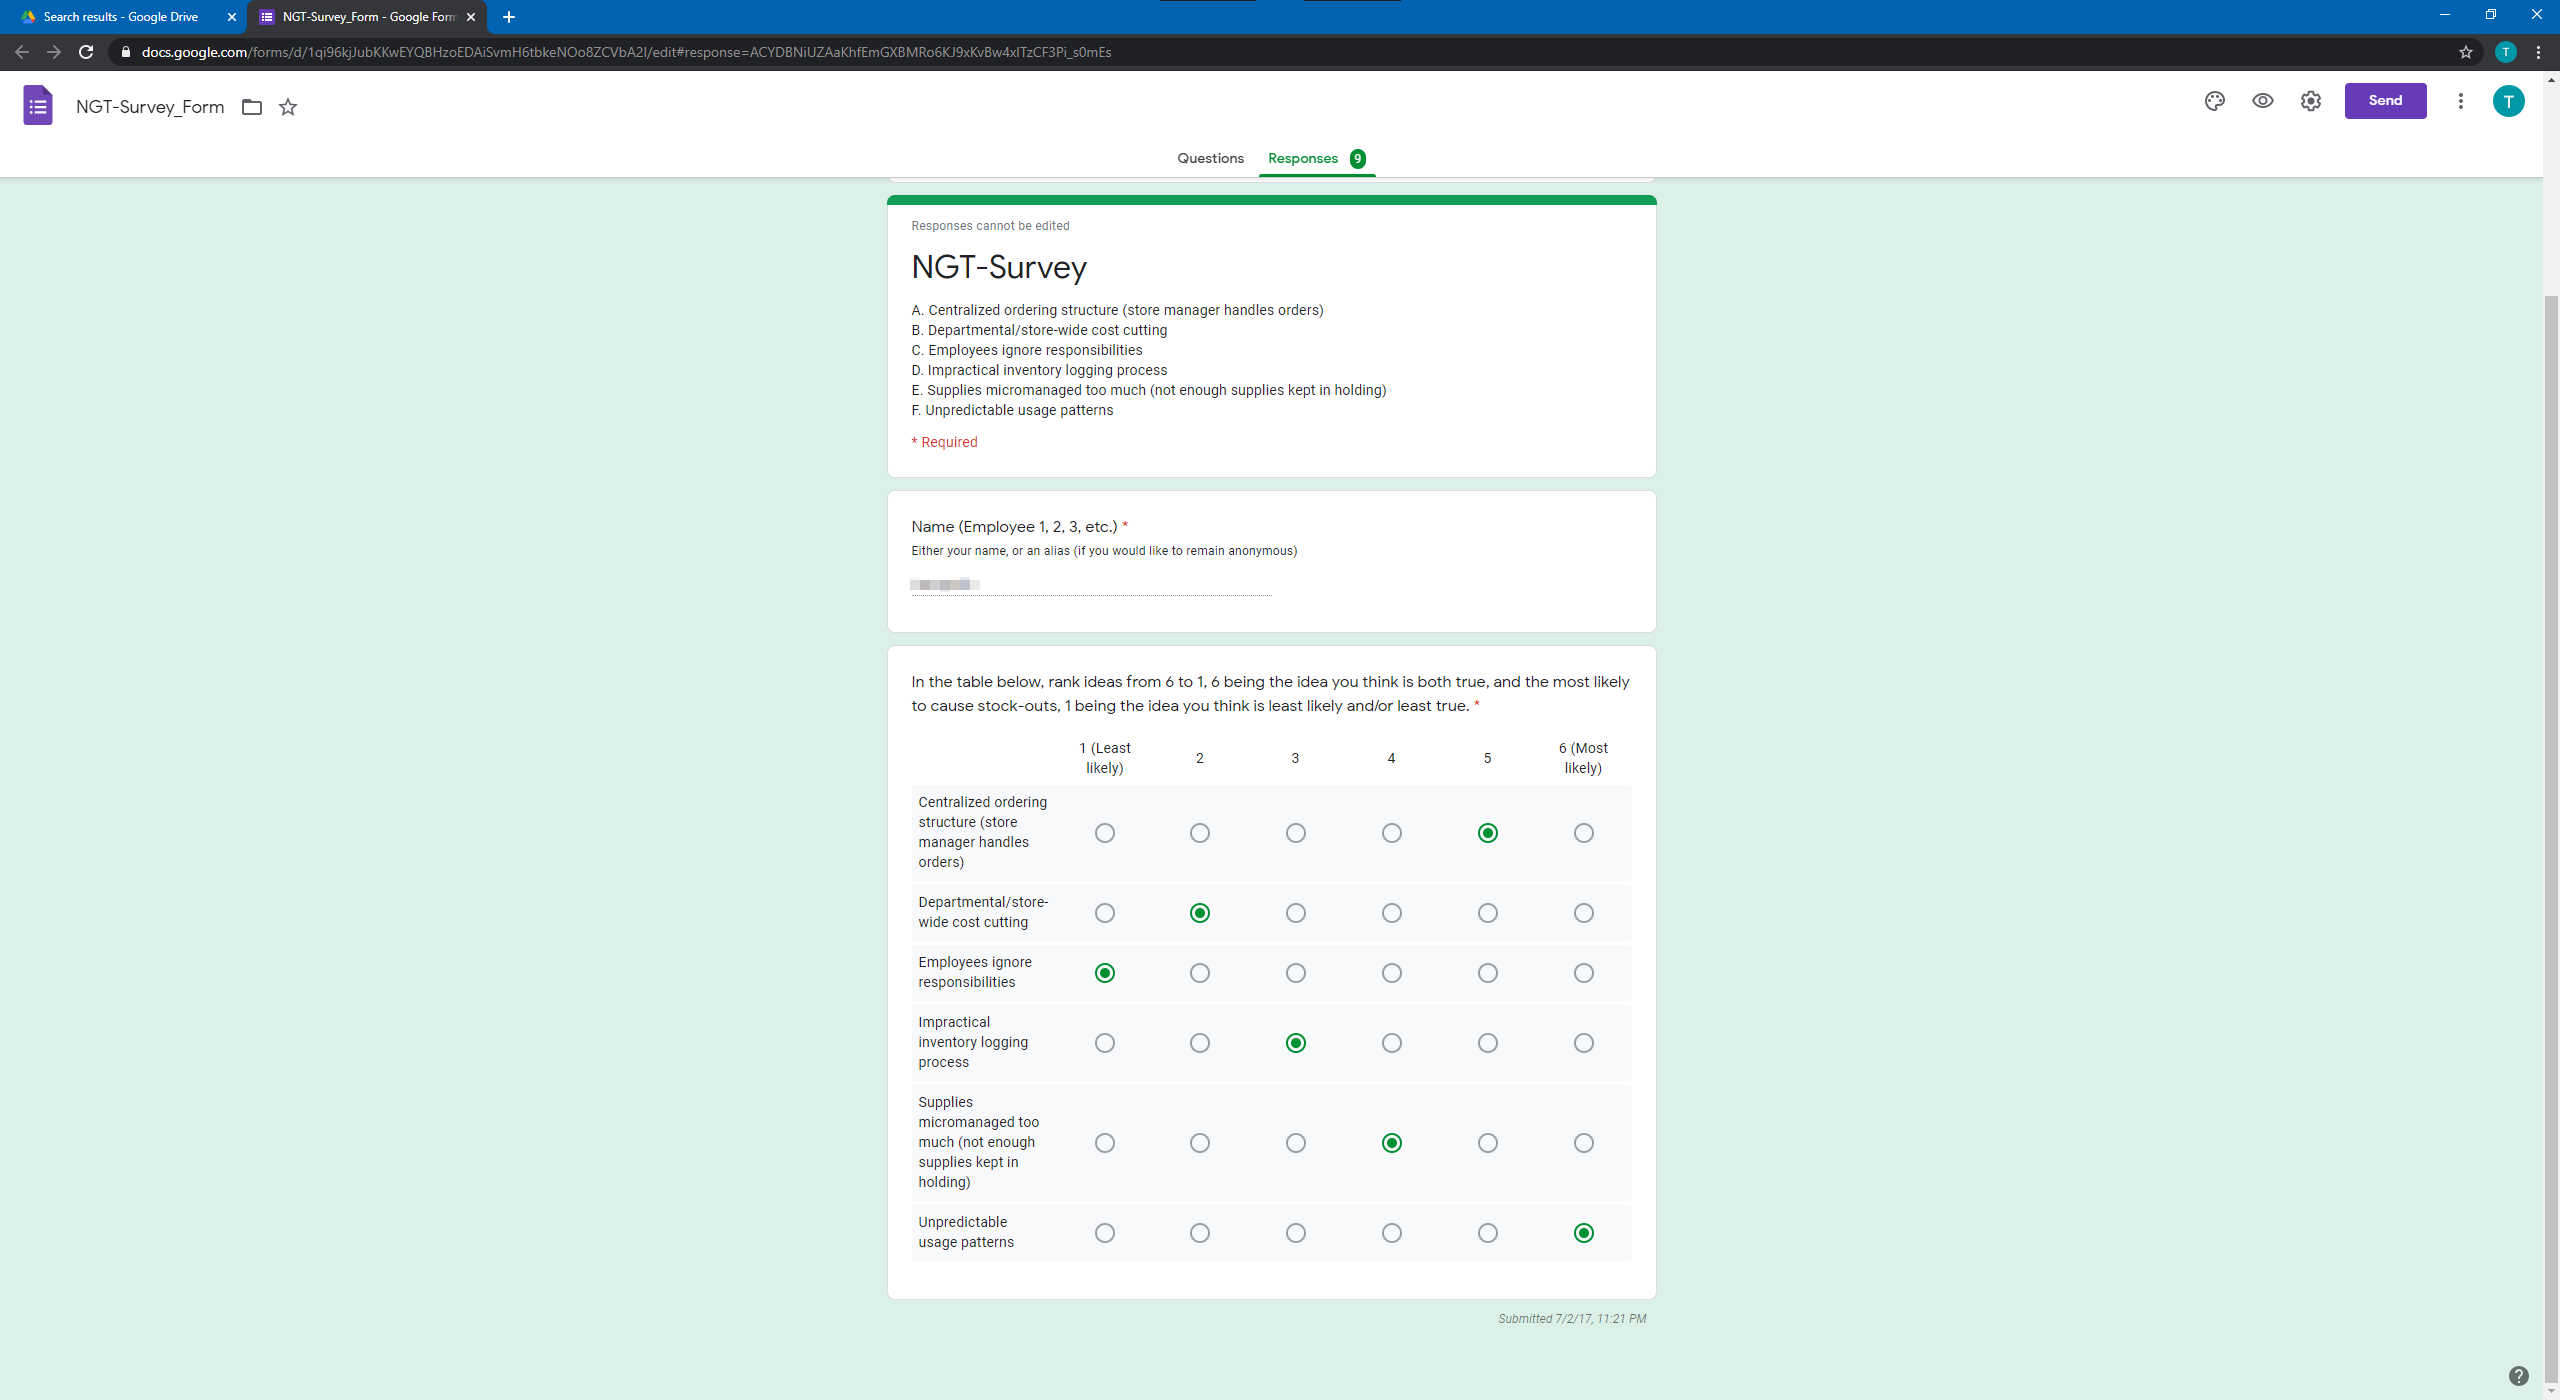 Search results - Google Drive
NGT-Survey_Form - Google Form
docs.google.com/forms/d/1qi96kjJubKKwEYQBHzoEDAiSvmH6tbkeNOo8ZCVbA2I/edit#response=ACYDBNiUZAaKhfEmGXBMRo6KJ9xKvBw4xITzCF3Pi_s0mEs
T
NGT-Survey_Form
Send
T
Questions
Responses 9
Responses cannot be edited
NGT-Survey
A. Centralized ordering structure (store manager handles orders)
B. Departmental/store-wide cost cutting
C. Employees ignore responsibilities
D. Impractical inventory logging process
E. Supplies micromanaged too much (not enough supplies kept in holding)
F. Unpredictable usage patterns
* Required
Name (Employee 1, 2, 3, etc.) *
Either your name, or an alias (if you would like to remain anonymous)
In the table below, rank ideas from 6 to 1, 6 being the idea you think is both true, and the most likely
to cause stock-outs, 1 being the idea you think is least likely and/or least true. *
1 (Least
likely)
2
3
4
5
6 (Most
likely)
Centralized ordering
structure (store
manager handles
orders)
Departmental/store-
wide cost cutting
Employees ignore
responsibilities
Impractical
inventory logging
process
Supplies
micromanaged too
much (not enough
supplies kept in
holding)
Unpredictable
usage patterns
Submitted 7/2/17, 11:21 PM